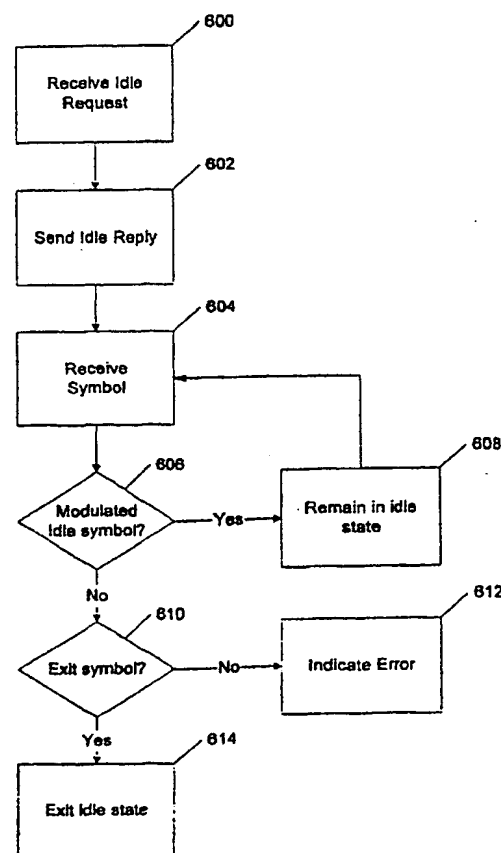 600
Receive Idle
Request
602
Send Idle Reply
604
Receive
Symbol
606
Modulated
Idle symbol?
Yes
608
Remain in idle
state
No
610
Exit symbol?
No
612
Indicate Error
Yes
614
Exit idle state